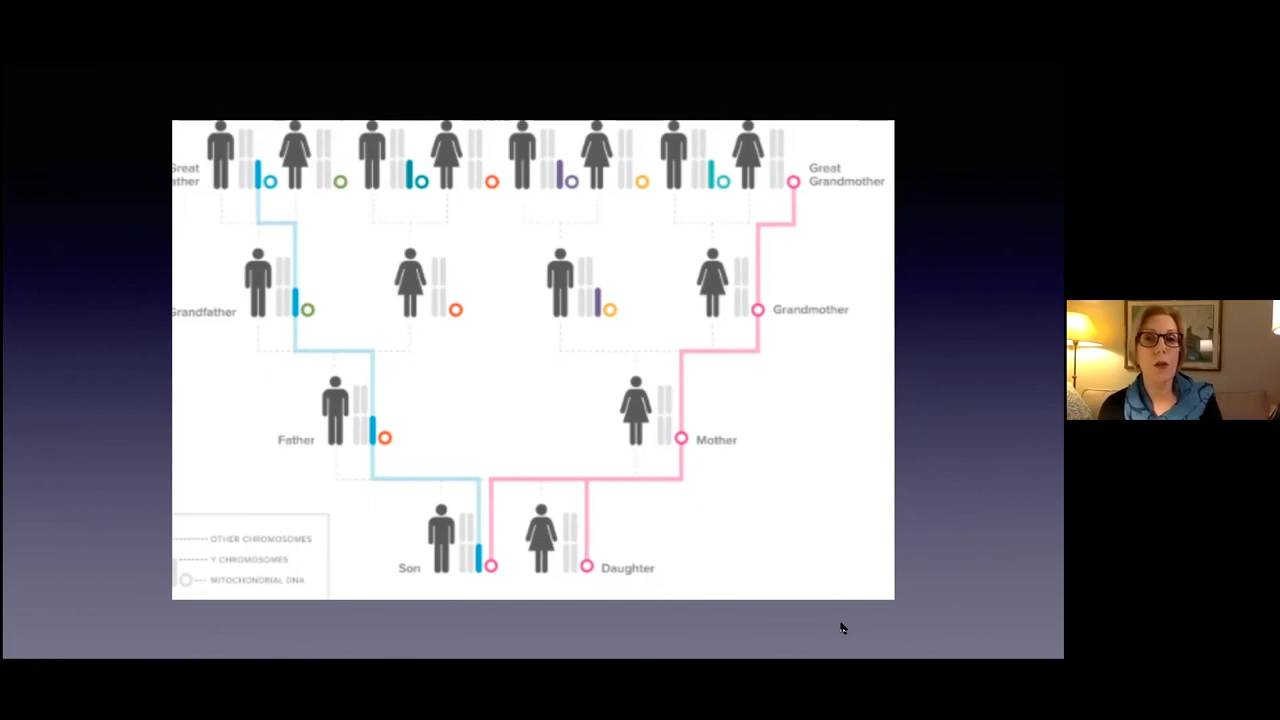 Great
ather
Great
Grandmother
Grandfather
Grandmother
Father
Mother
Son
Daughter
OTHER CHROMOSOMES
Y CHROMOSOMES
MITOCHONDRIAL DNA